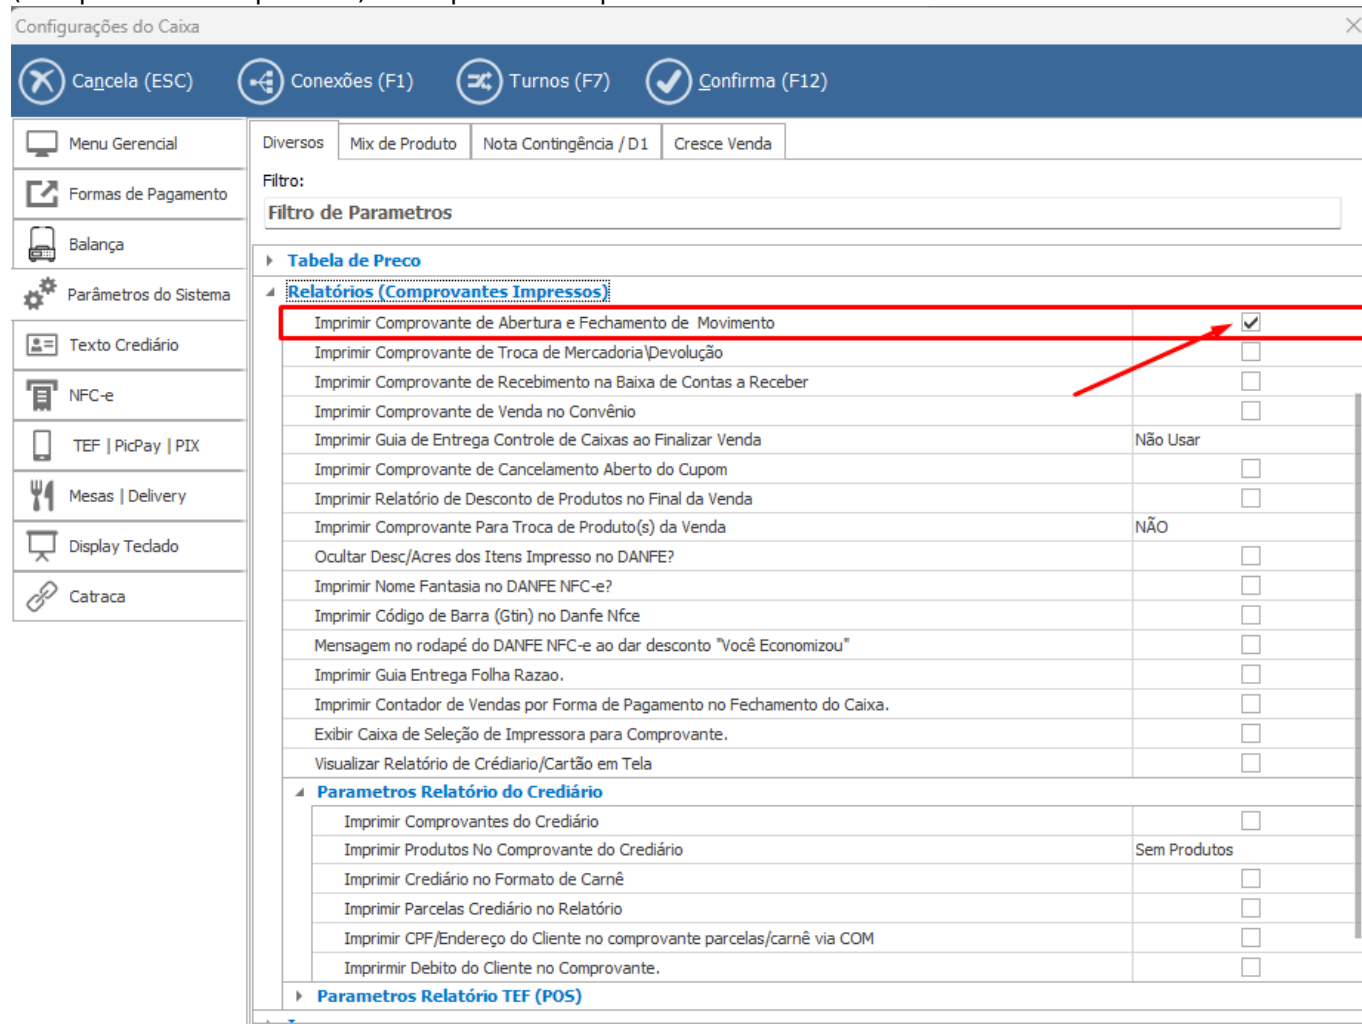 Configurações do Caixa
Cancela (ESC)
Conexões (F1)
Turnos (F7)
Confirma (F12)
Menu Gerencial
Formas de Pagamento
Balança
Parâmetros do Sistema
Texto Crediário
NFC-e
TEF | PicPay | PIX
Mesas | Delivery
Display Teclado
Catraca
Diversos
Mix de Produto
Nota Contingência / D1
Cresce Venda
Filtro:
Filtro de Parametros
Tabela de Preco
Relatórios (Comprovantes Impressos)
Imprimir Comprovante de Abertura e Fechamento de Movimento
Imprimir Comprovante de Troca de Mercadoria\Devolução
Imprimir Comprovante de Recebimento na Baixa de Contas a Receber
Imprimir Comprovante de Venda no Convênio
Imprimir Guia de Entrega Controle de Caixas ao Finalizar Venda Não Usar
Imprimir Comprovante de Cancelamento Aberto do Cupom
Imprimir Relatório de Desconto de Produtos no Final da Venda
Imprimir Comprovante Para Troca de Produto(s) da Venda NÃO
Ocultar Desc/Acres dos Itens Impresso no DANFE?
Imprimir Nome Fantasia no DANFE NFC-e?
Imprimir Código de Barra (Gtin) no Danfe Nfce
Mensagem no rodapé do DANFE NFC-e ao dar desconto "Você Economizou"
Imprimir Guia Entrega Folha Razao.
Imprimir Contador de Vendas por Forma de Pagamento no Fechamento do Caixa.
Exibir Caixa de Seleção de Impressora para Comprovante.
Visualizar Relatório de Crédiario/Cartão em Tela
Parametros Relatório do Crediário
Imprimir Comprovantes do Crediário
Imprimir Produtos No Comprovante do Crediário Sem Produtos
Imprimir Crediário no Formato de Carnê
Imprimir Parcelas Crediário no Relatório
Imprimir CPF/Endereço do Cliente no comprovante parcelas/carnê via COM
Imprirmir Debito do Cliente no Comprovante.
Parametros Relatório TEF (POS)